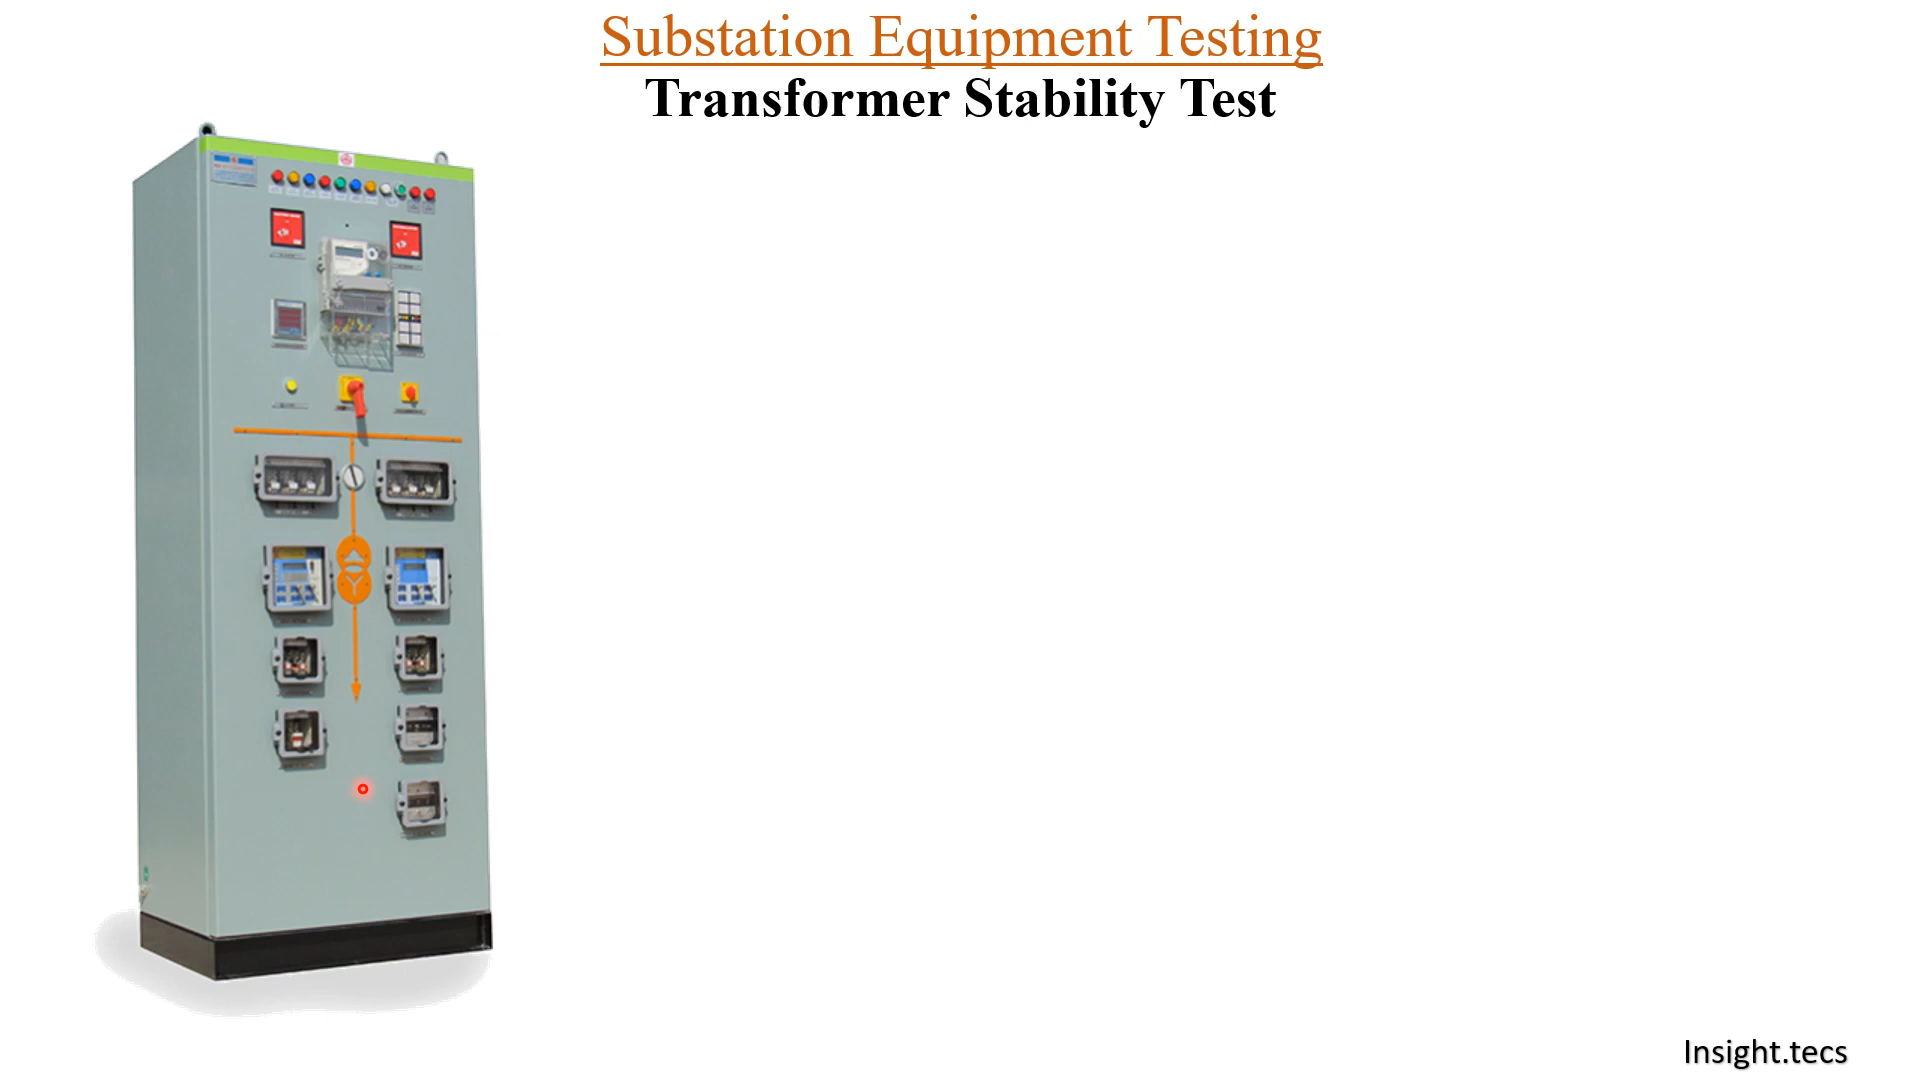 Substation Equipment Testing
Transformer Stability Test
Insight.tecs